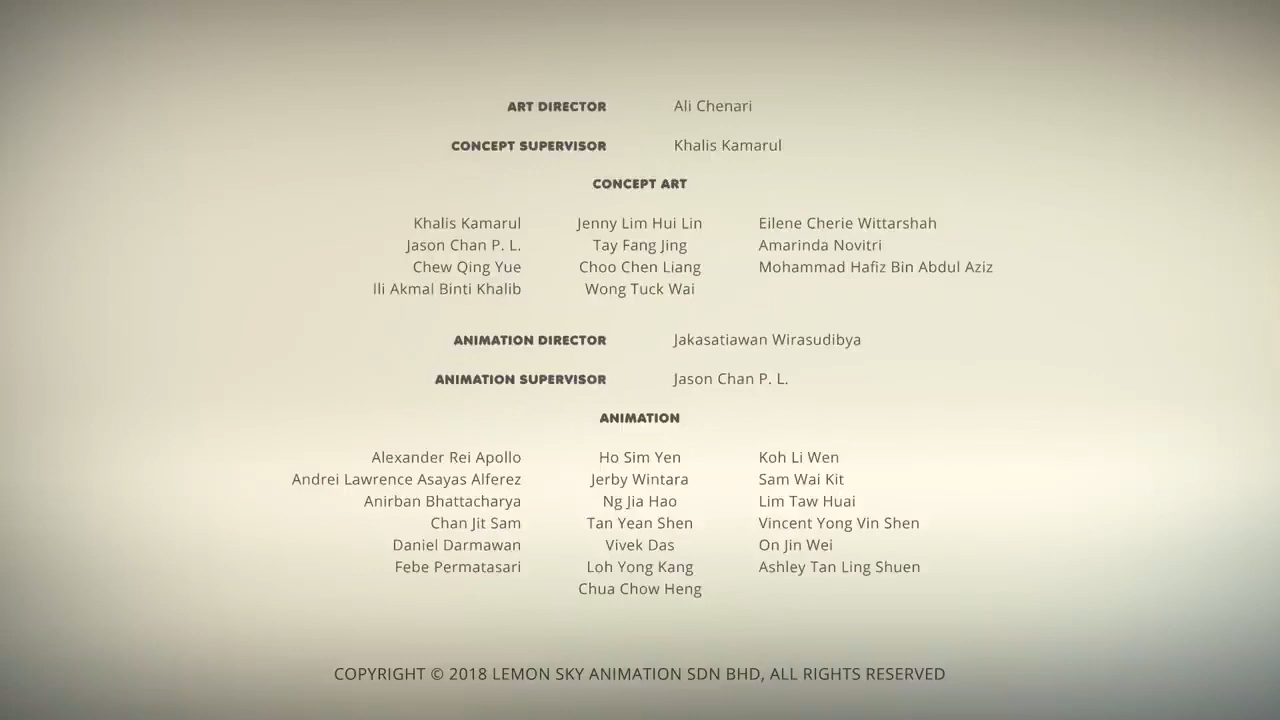 ART DIRECTOR Ali Chenari
CONCEPT SUPERVISOR Khalis Kamarul
CONCEPT ART
Khalis Kamarul Jenny Lim Hui Lin Eilene Cherie Wittarshah
Jason Chan P. L. Tay Fang Jing Amarinda Novitri
Chew Qing Yue Choo Chen Liang Mohammad Hafiz Bin Abdul Aziz
Ili Akmal Binti Khalib Wong Tuck Wai
ANIMATION DIRECTOR Jakasatiawan Wirasudibya
ANIMATION SUPERVISOR Jason Chan P. L.
ANIMATION
Alexander Rei Apollo Ho Sim Yen Koh Li Wen
Andrei Lawrence Asayas Alferez Jerby Wintara Sam Wai Kit
Anirban Bhattacharya Ng Jia Hao Lim Taw Huai
Chan Jit Sam Tan Yean Shen Vincent Yong Vin Shen
Daniel Darmawan Vivek Das On Jin Wei
Febe Permatasari Loh Yong Kang Ashley Tan Ling Shuen
Chua Chow Heng
COPYRIGHT © 2018 LEMON SKY ANIMATION SDN BHD, ALL RIGHTS RESERVED